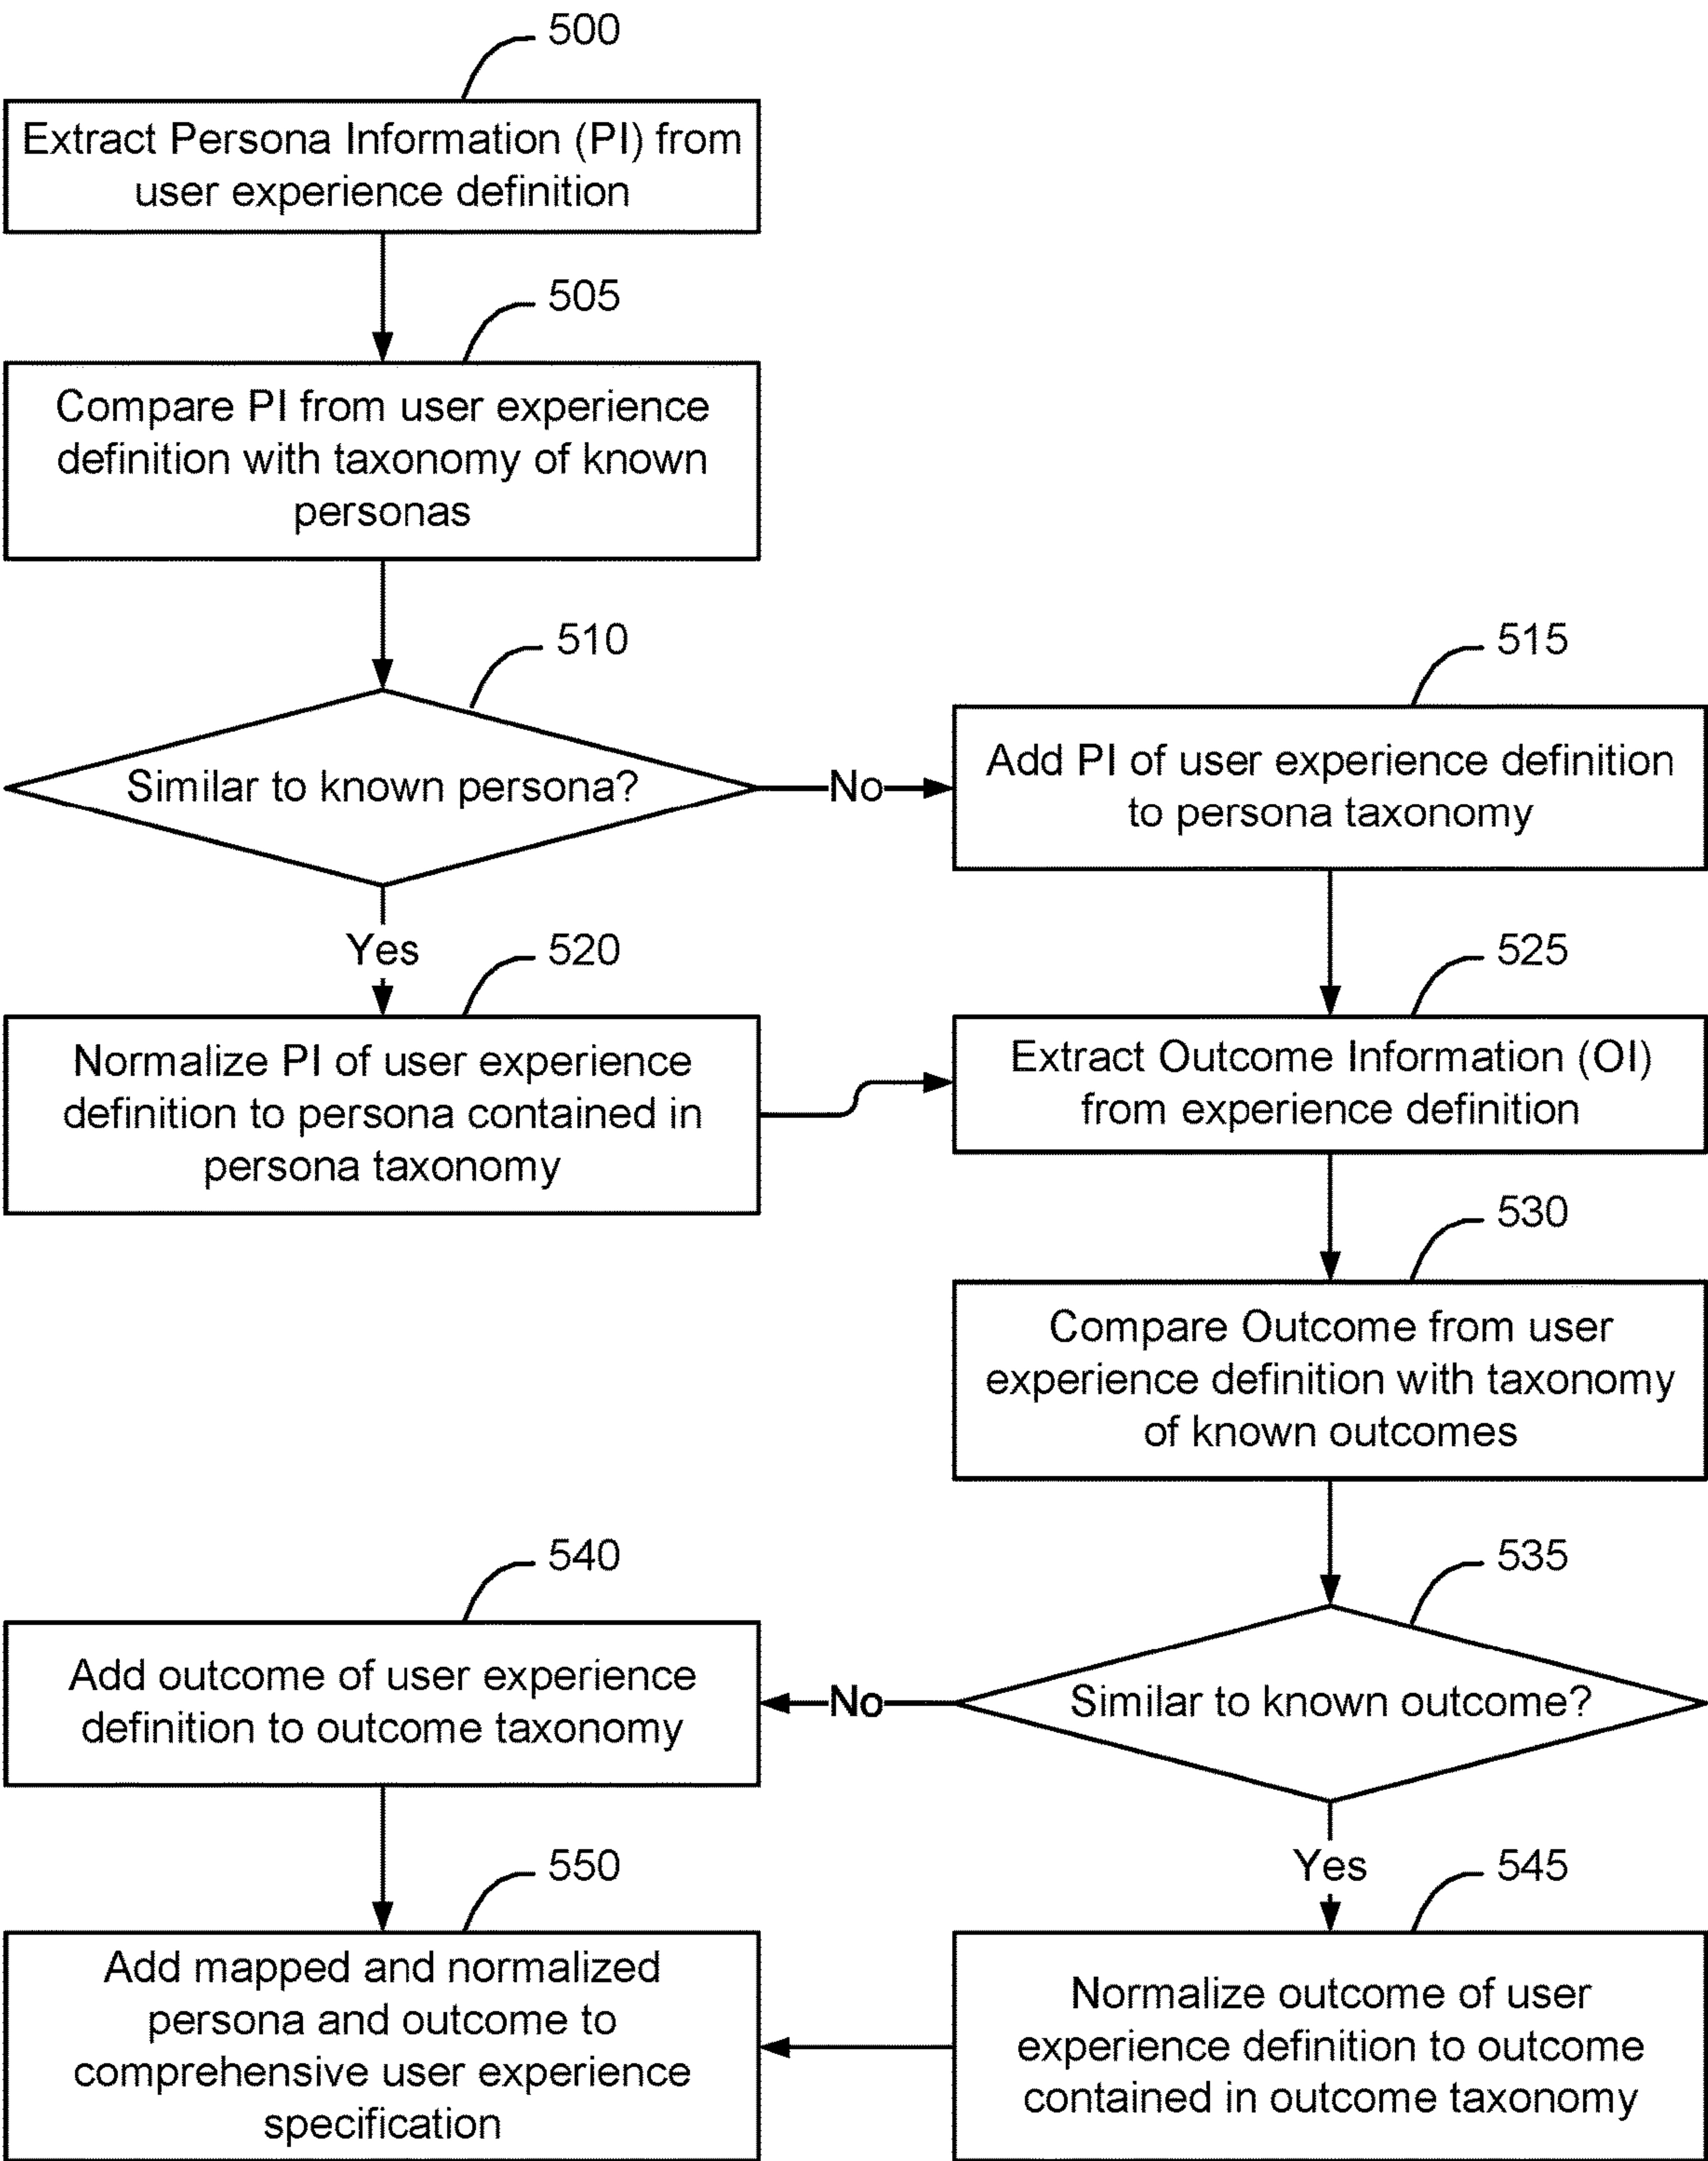 500
Extract Persona Information (PI) from
user experience definition
505
Compare PI from user experience
definition with taxonomy of known
personas
510
Similar to known persona?
No
515
Add PI of user experience definition
to persona taxonomy
Yes
520
Normalize PI of user experience
definition to persona contained in
persona taxonomy
525
Extract Outcome Information (OI)
from experience definition
530
Compare Outcome from user
experience definition with taxonomy
of known outcomes
535
Similar to known outcome?
No
540
Add outcome of user experience
definition to outcome taxonomy
Yes
545
Normalize outcome of user
experience definition to outcome
contained in outcome taxonomy
550
Add mapped and normalized
persona and outcome to
comprehensive user experience
specification